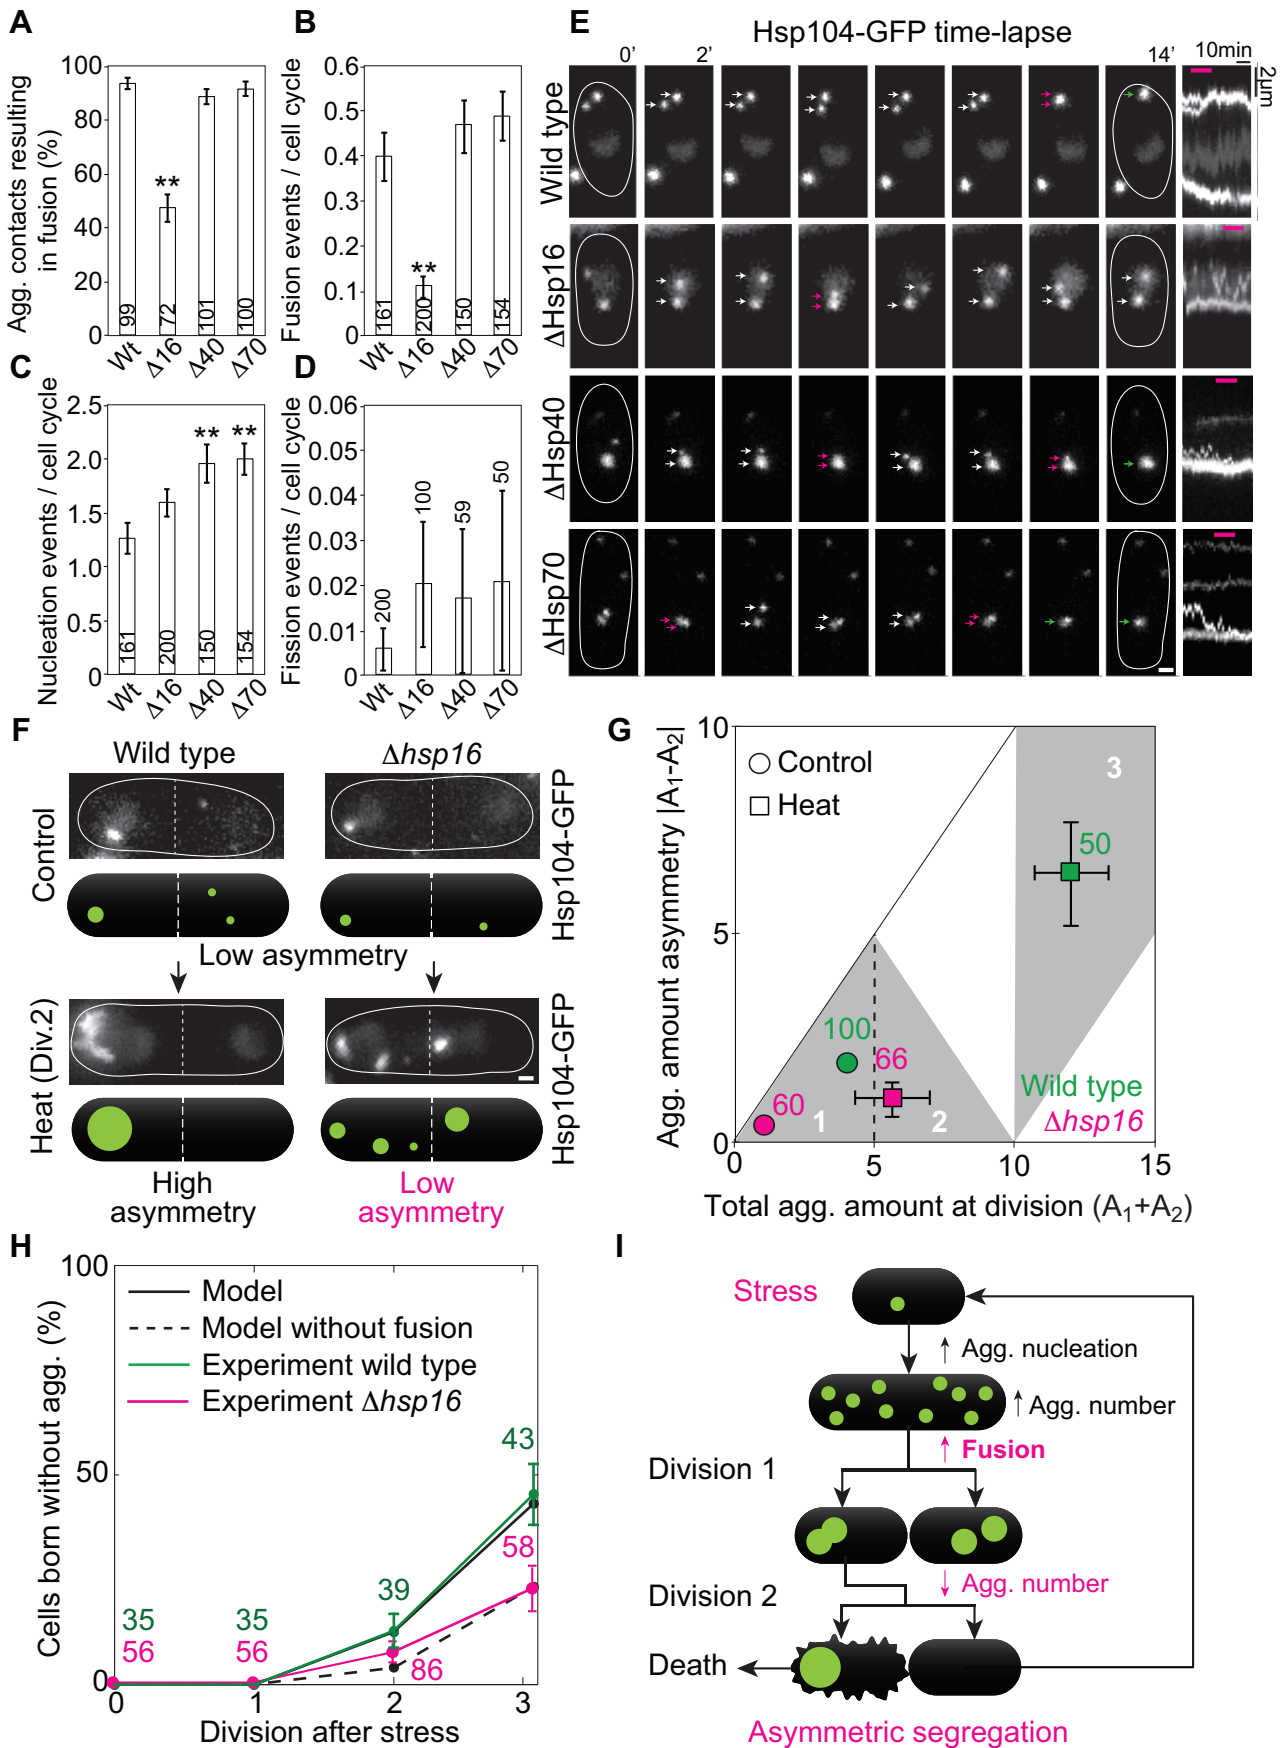 A
Agg. contacts resulting
in fusion (%)
100
80
60
40
20
0
**
99
72
101
100
Wt
Δ16
Δ40
Δ70
B
Fusion events / cell cycle
0.6
0.5
0.4
0.3
0.2
0.1
0
**
161
200
150
154
Wt
Δ16
Δ40
Δ70
C
Nucleation events / cell cycle
2.5
2.0
1.5
1.0
0.5
0
**
**
161
200
150
154
Wt
Δ16
Δ40
Δ70
D
Fission events / cell cycle
0.06
0.05
0.04
0.03
0.02
0.01
0
200
100
59
50
Wt
Δ16
Δ40
Δ70
E
Hsp104-GFP time-lapse
0'
2'
14'
10min
2μm
Wild type
ΔHsp16
ΔHsp40
ΔHsp70
F
Wild type
Δhsp16
Control
Hsp104-GFP
Low asymmetry
Heat (Div.2)
Hsp104-GFP
High
asymmetry
Low
asymmetry
G
Agg. amount asymmetry |A1-A2|
10
5
0
Control
Heat
3
50
100
66
60
1
2
Wild type
Δhsp16
0
5
10
15
Total agg. amount at division (A1+A2)
H
Cells born without agg. (%)
100
50
0
Model
Model without fusion
Experiment wild type
Experiment Δhsp16
43
58
39
35
35
56
56
86
0
1
2
3
Division after stress
I
Stress
Agg. nucleation
Agg. number
Fusion
Division 1
Agg. number
Division 2
Death
Asymmetric segregation